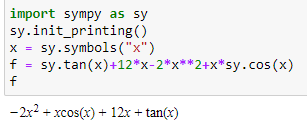 import sympy as sy
sy.init_printing()
x = sy.symbols("x")
f = sy.tan(x)+12*x-2*x**2+x*sy.cos(x)
f
−2x² + xcos(x) + 12x + tan(x)